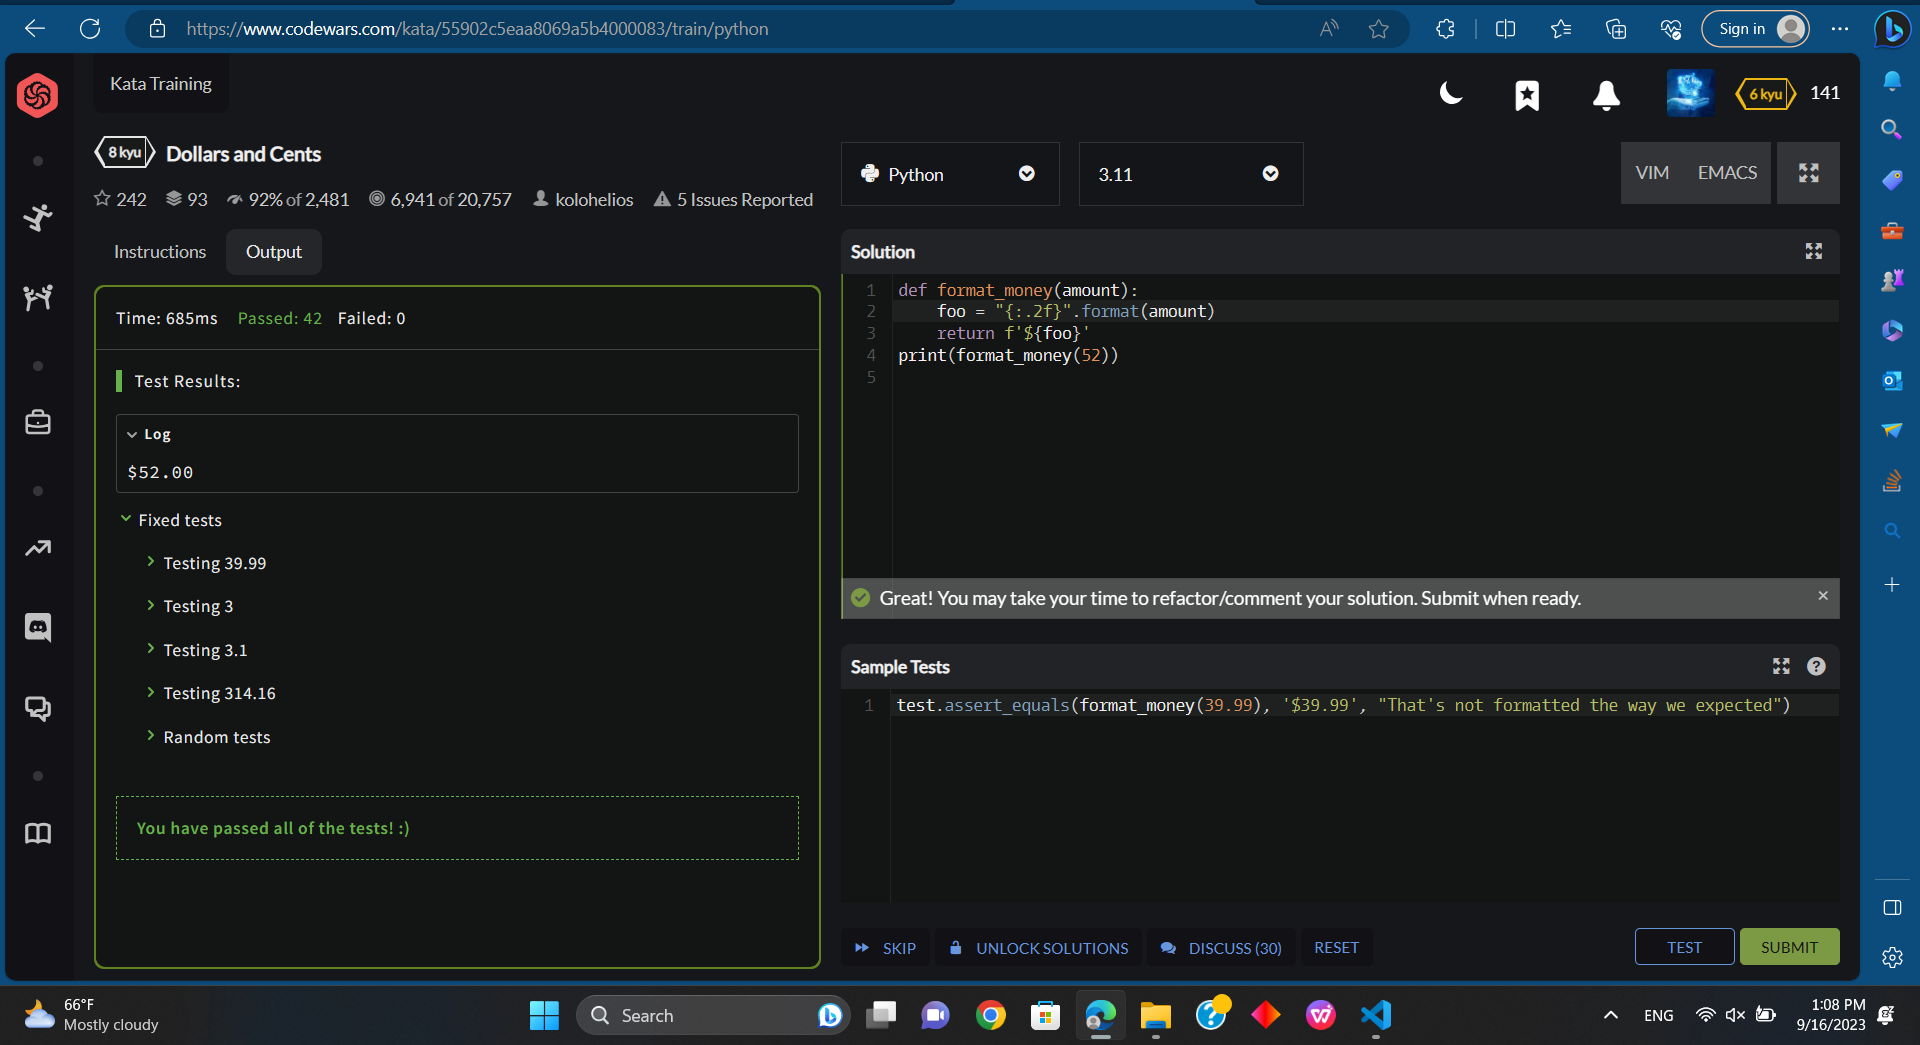 https://www.codewars.com/kata/55902c5eaa8069a5b4000083/train/python
A
Sign in
Kata Training
6 kyu
141
8 kyu
Dollars and Cents
242
93
92% of 2,481
6,941 of 20,757
kolohelios
5 Issues Reported
Python
3.11
VIM
EMACS
Instructions
Output
Time: 685ms Passed: 42 Failed: 0
Test Results:
Log
$52.00
Fixed tests
Testing 39.99
Testing 3
Testing 3.1
Testing 314.16
Random tests
You have passed all of the tests! :)
Solution
1 def format_money(amount):
2 foo = "{:.2f}".format(amount)
3 return f'${foo}'
4 print(format_money(52))
5
Great! You may take your time to refactor/comment your solution. Submit when ready.
Sample Tests
1 test.assert_equals(format_money(39.99), '$39.99', "That's not formatted the way we expected")
SKIP
UNLOCK SOLUTIONS
DISCUSS (30)
RESET
TEST
SUBMIT
66°F
Mostly cloudy
Search
ENG
1:08 PM
9/16/2023